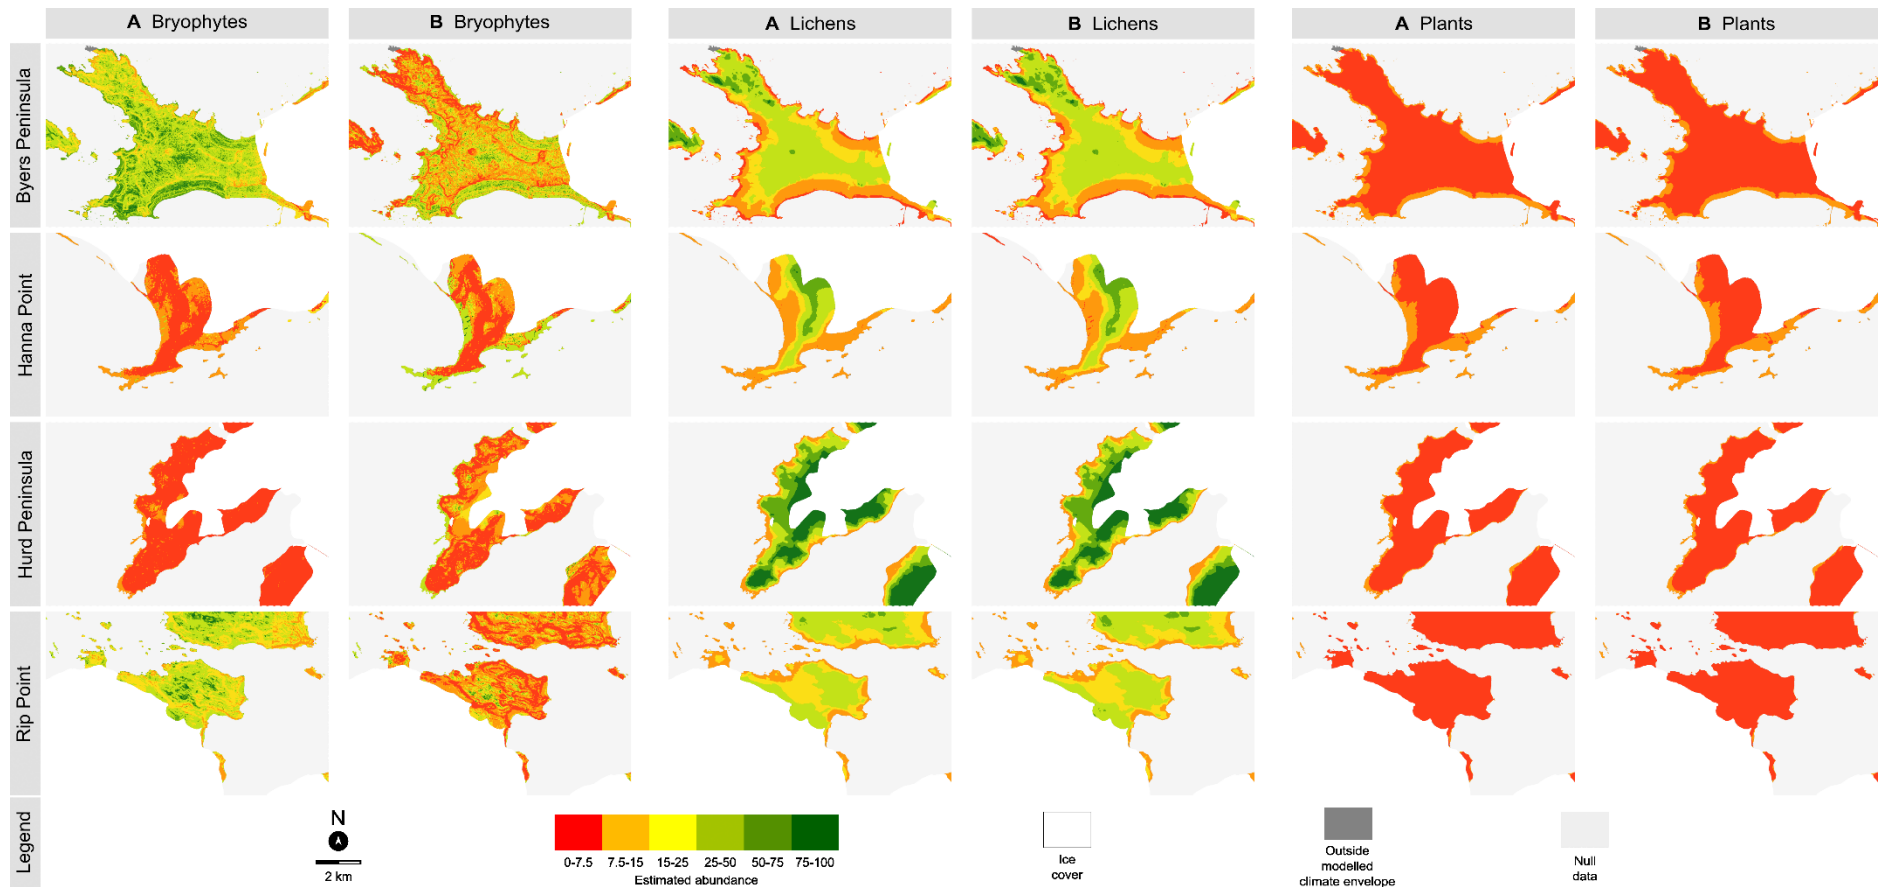 A Bryophytes
B Bryophytes
A Lichens
B Lichens
A Plants
B Plants
Byers Peninsula
Hanna Point
Hurd Peninsula
Rip Point
Legend
N
2 km
0-7.5
7.5-15
15-25
25-50
50-75
75-100
Estimated abundance
Ice
cover
Outside
modelled
climate envelope
Null
data